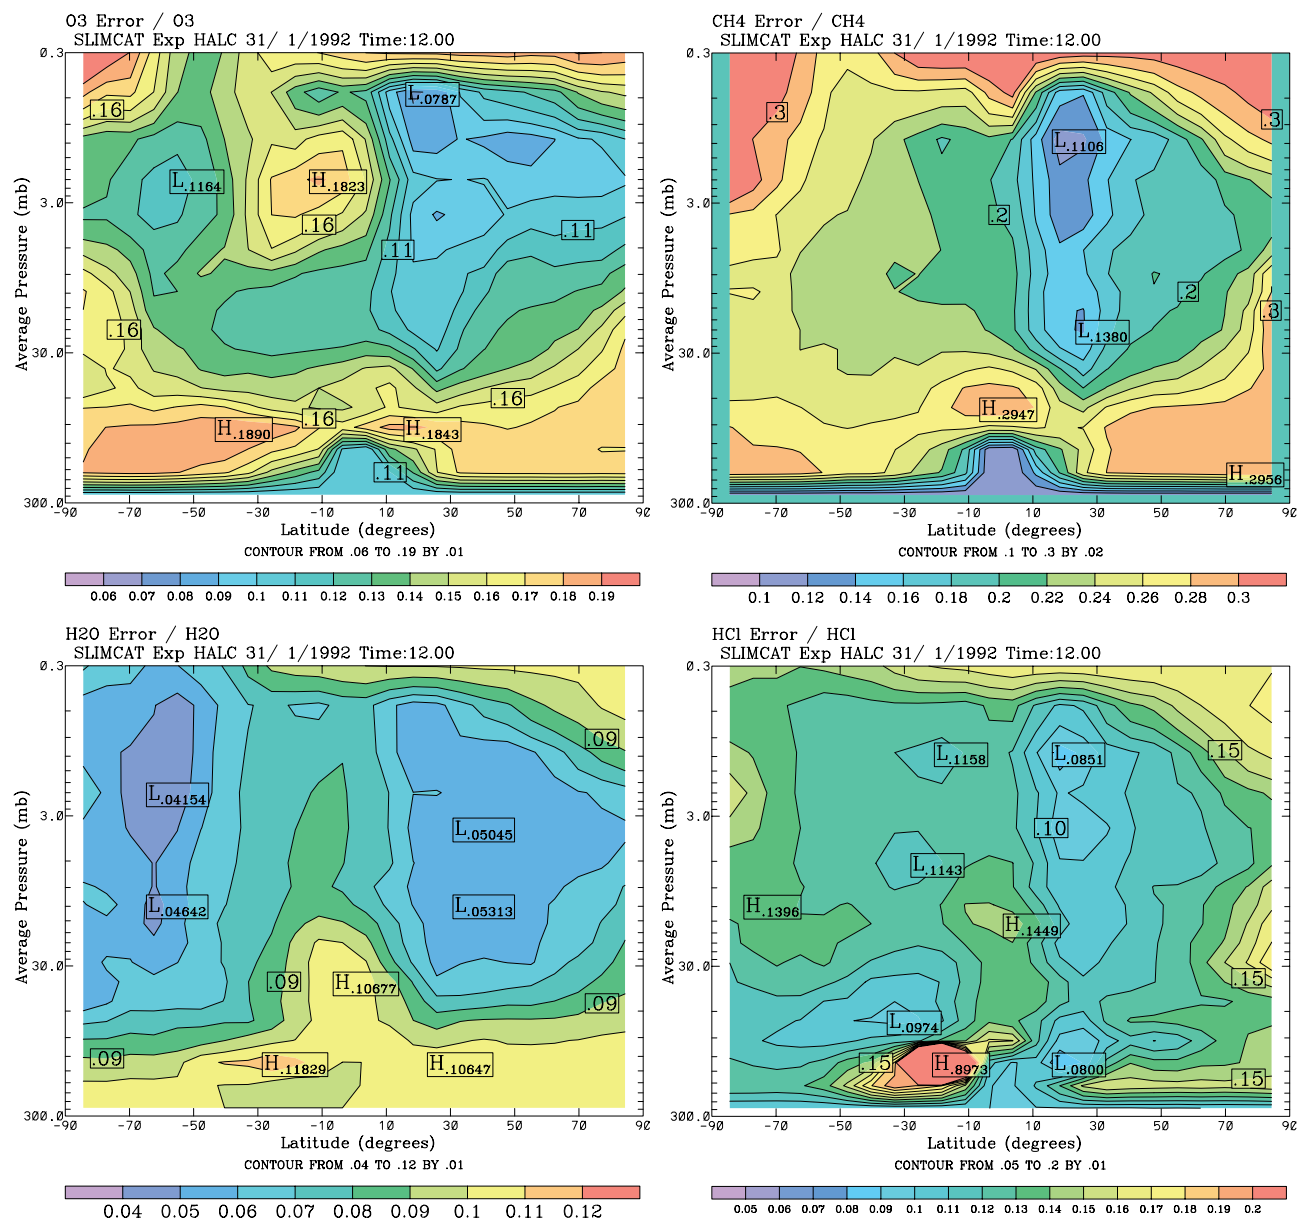 O3 Error / O3
SLIMCAT Exp HALC 31/ 1/1992 Time:12.00
0.3
3.0
30.0
300.0
Average Pressure (mb)
.16
L.0787
L.1164
H.1823
.16
.11
.11
.16
.16
.16
H.1890
H.1843
.11
-90 -70 -50 -30 -10 10 30 50 70 90
Latitude (degrees)
CONTOUR FROM .06 TO .19 BY .01
0.06 0.07 0.08 0.09 0.1 0.11 0.12 0.13 0.14 0.15 0.16 0.17 0.18 0.19
CH4 Error / CH4
SLIMCAT Exp HALC 31/ 1/1992 Time:12.00
0.3
3.0
30.0
300.0
Average Pressure (mb)
.3
.3
L.1106
.2
.2
.3
L.1380
H.2947
H.2956
-90 -70 -50 -30 -10 10 30 50 70 90
Latitude (degrees)
CONTOUR FROM .1 TO .3 BY .02
0.1 0.12 0.14 0.16 0.18 0.2 0.22 0.24 0.26 0.28 0.3
H2O Error / H2O
SLIMCAT Exp HALC 31/ 1/1992 Time:12.00
0.3
3.0
30.0
300.0
Average Pressure (mb)
.09
L.04154
L.05045
L.04642
L.05313
.09
H.10677
.09
.09
H.11829
H.10647
-90 -70 -50 -30 -10 10 30 50 70 90
Latitude (degrees)
CONTOUR FROM .04 TO .12 BY .01
0.04 0.05 0.06 0.07 0.08 0.09 0.1 0.11 0.12
HCl Error / HCl
SLIMCAT Exp HALC 31/ 1/1992 Time:12.00
0.3
3.0
30.0
300.0
Average Pressure (mb)
.15
L.1158
L.0851
.10
L.1143
H.1396
H.1449
.15
L.0974
.15
H.8973
L.0800
.15
-90 -70 -50 -30 -10 10 30 50 70 90
Latitude (degrees)
CONTOUR FROM .05 TO .2 BY .01
0.05 0.06 0.07 0.08 0.09 0.1 0.11 0.12 0.13 0.14 0.15 0.16 0.17 0.18 0.19 0.2